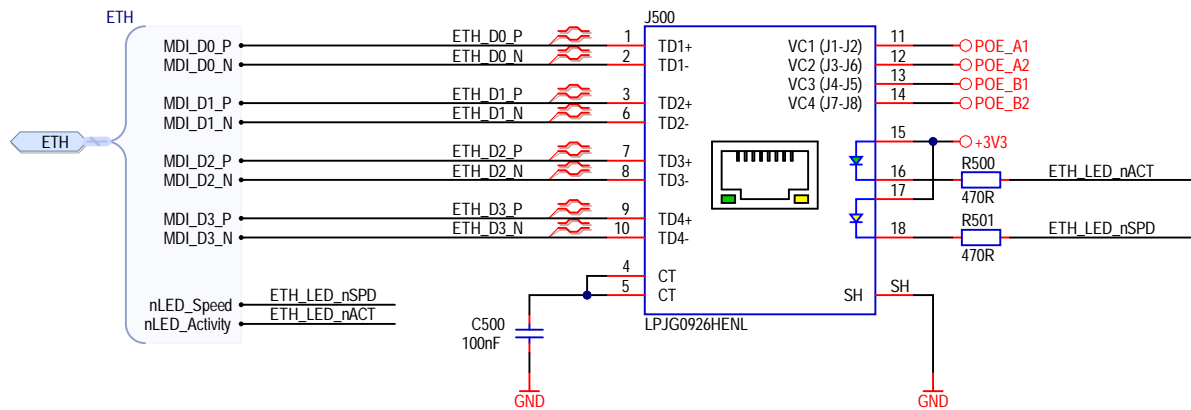 ETH
J500
MDI_D0_P ETH_D0_P 1 TD1+ VC1 (J1-J2) 11 POE_A1
MDI_D0_N ETH_D0_N 2 TD1- VC2 (J3-J6) 12 POE_A2
VC3 (J4-J5) 13 POE_B1
MDI_D1_P ETH_D1_P 3 TD2+ VC4 (J7-J8) 14 POE_B2
MDI_D1_N ETH_D1_N 6 TD2-
ETH 15 +3V3
MDI_D2_P ETH_D2_P 7 TD3+
MDI_D2_N ETH_D2_N 8 TD3- 16 R500 ETH_LED_nACT
17 470R
MDI_D3_P ETH_D3_P 9 TD4+ R501
MDI_D3_N ETH_D3_N 10 TD4- 18 ETH_LED_nSPD
470R
4 CT
5 CT SH SH
nLED_Speed ETH_LED_nSPD
nLED_Activity ETH_LED_nACT
C500 LPJG0926HENL
100nF
GND GND